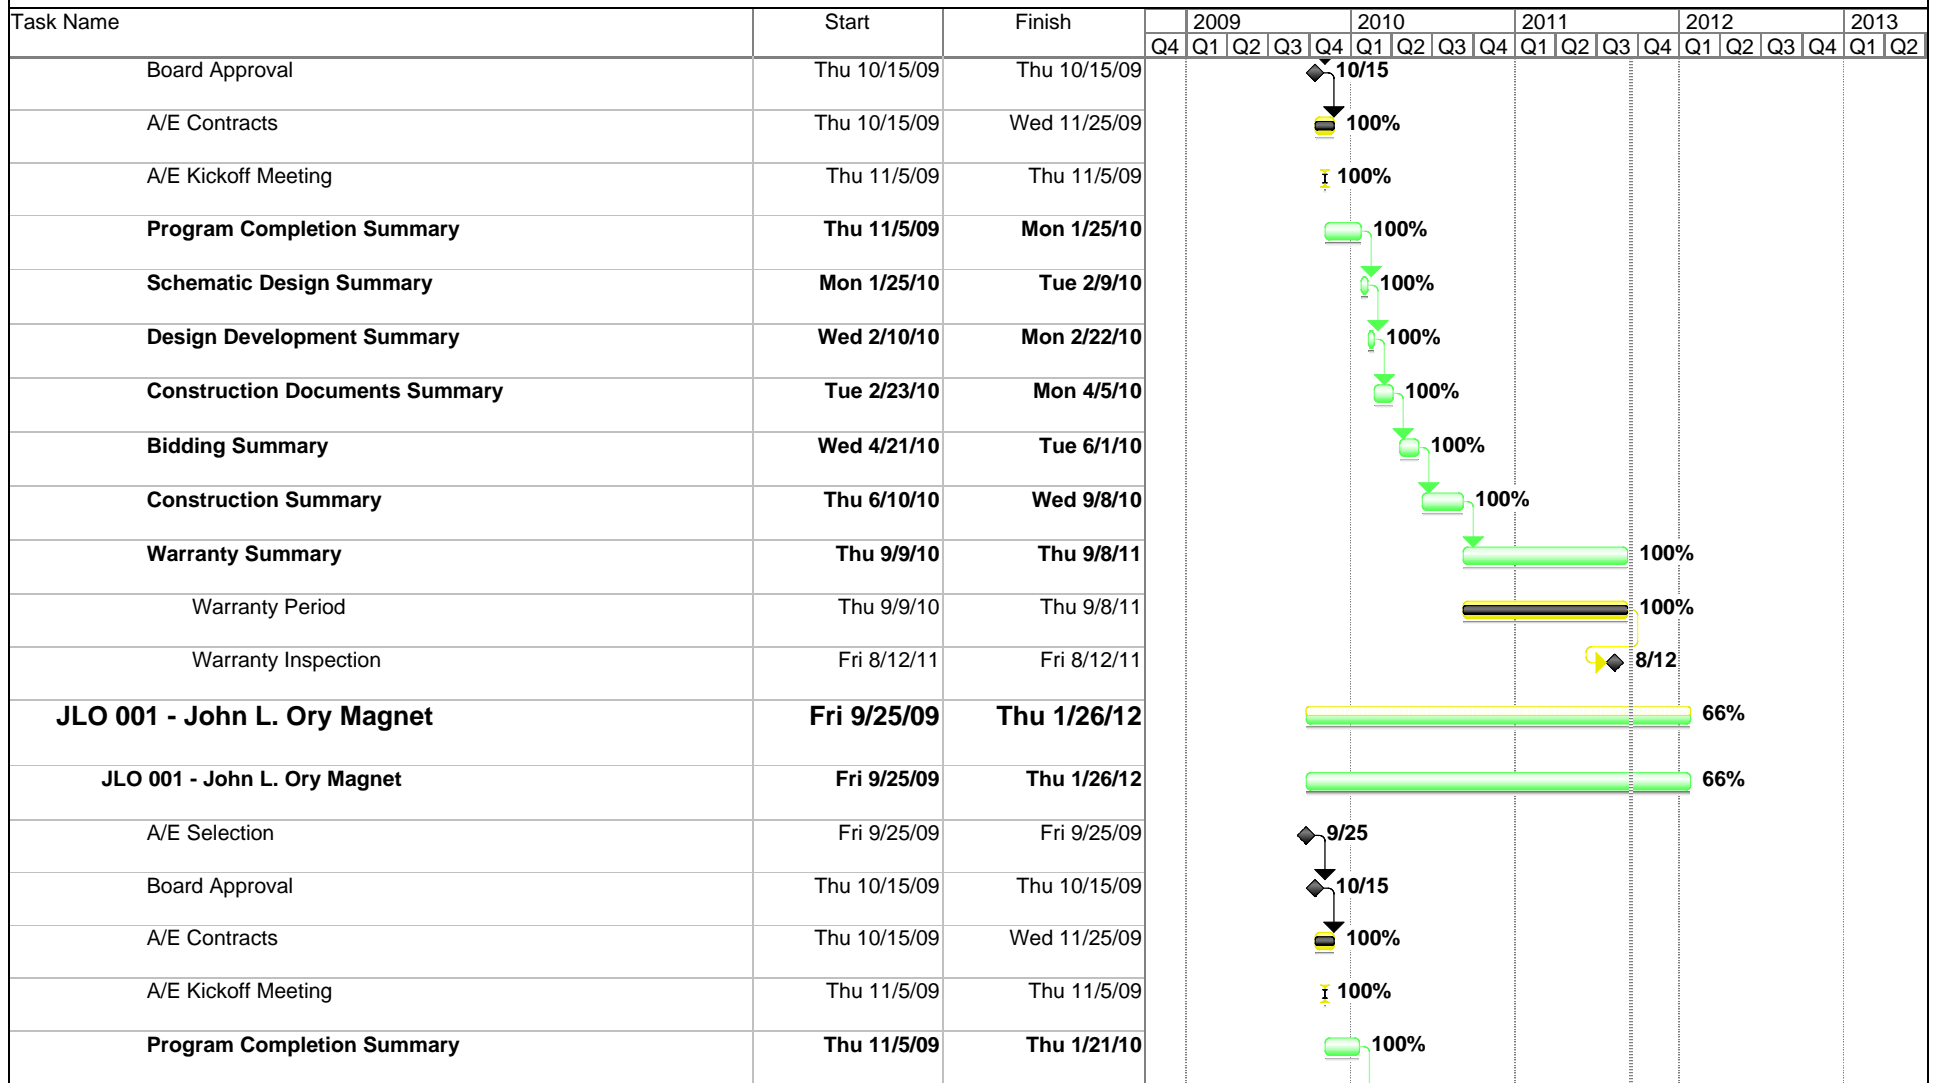 Task Name Start Finish 2009 2010 2011 2012 2013
Q4 Q1 Q2 Q3 Q4 Q1 Q2 Q3 Q4 Q1 Q2 Q3 Q4 Q1 Q2 Q3 Q4 Q1 Q2
Board Approval Thu 10/15/09 Thu 10/15/09 10/15
A/E Contracts Thu 10/15/09 Wed 11/25/09 100%
A/E Kickoff Meeting Thu 11/5/09 Thu 11/5/09 100%
Program Completion Summary Thu 11/5/09 Mon 1/25/10 100%
Schematic Design Summary Mon 1/25/10 Tue 2/9/10 100%
Design Development Summary Wed 2/10/10 Mon 2/22/10 100%
Construction Documents Summary Tue 2/23/10 Mon 4/5/10 100%
Bidding Summary Wed 4/21/10 Tue 6/1/10 100%
Construction Summary Thu 6/10/10 Wed 9/8/10 100%
Warranty Summary Thu 9/9/10 Thu 9/8/11 100%
Warranty Period Thu 9/9/10 Thu 9/8/11 100%
Warranty Inspection Fri 8/12/11 Fri 8/12/11 8/12
JLO 001 - John L. Ory Magnet Fri 9/25/09 Thu 1/26/12 66%
JLO 001 - John L. Ory Magnet Fri 9/25/09 Thu 1/26/12 66%
A/E Selection Fri 9/25/09 Fri 9/25/09 9/25
Board Approval Thu 10/15/09 Thu 10/15/09 10/15
A/E Contracts Thu 10/15/09 Wed 11/25/09 100%
A/E Kickoff Meeting Thu 11/5/09 Thu 11/5/09 100%
Program Completion Summary Thu 11/5/09 Thu 1/21/10 100%